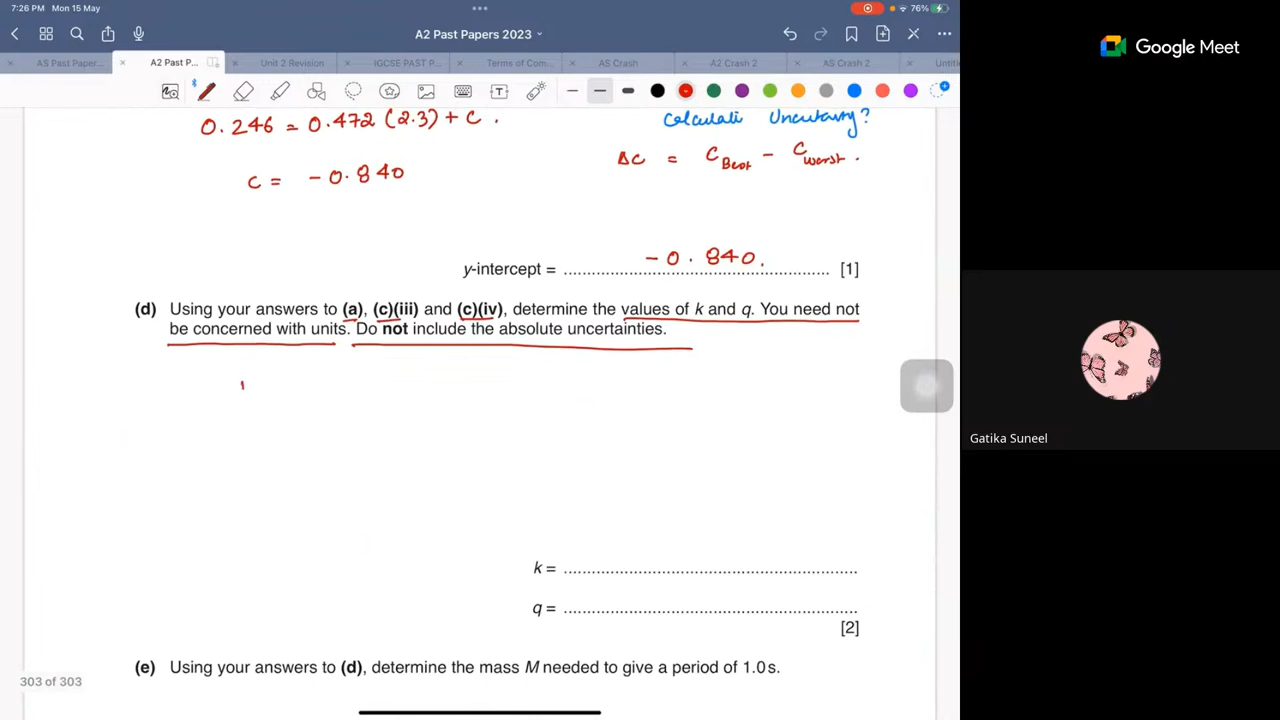 7:26 PM Mon 15 May
76%
A2 Past Papers 2023
AS Past Paper...
A2 Past P...
Unit 2 Revision
IGCSE PAST P...
Terms of Com...
AS Crash
A2 Crash 2
AS Crash 2
Untitl
Google Meet
0.246 = 0.472 (2.3) + C .
Calculati Uncertainty?
ΔC = C Best - C worst .
C = -0.840
-0.840.
y-intercept = ................................................................ [1]
(d) Using your answers to (a), (c)(iii) and (c)(iv), determine the values of k and q. You need not
be concerned with units. Do not include the absolute uncertainties.
Gatika Suneel
k = ................................................................
q = ................................................................
[2]
(e) Using your answers to (d), determine the mass M needed to give a period of 1.0 s.
303 of 303